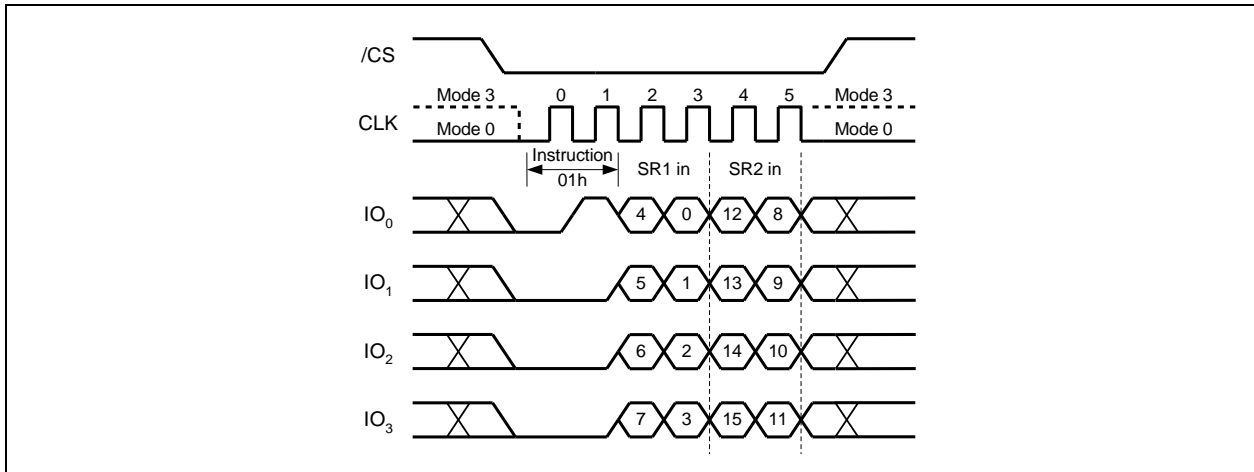 /CS
Mode 3 0 1 2 3 4 5 Mode 3
CLK Mode 0 Mode 0
Instruction
01h SR1 in SR2 in
IO0 4 0 12 8
IO1 5 1 13 9
IO2 6 2 14 10
IO3 7 3 15 11